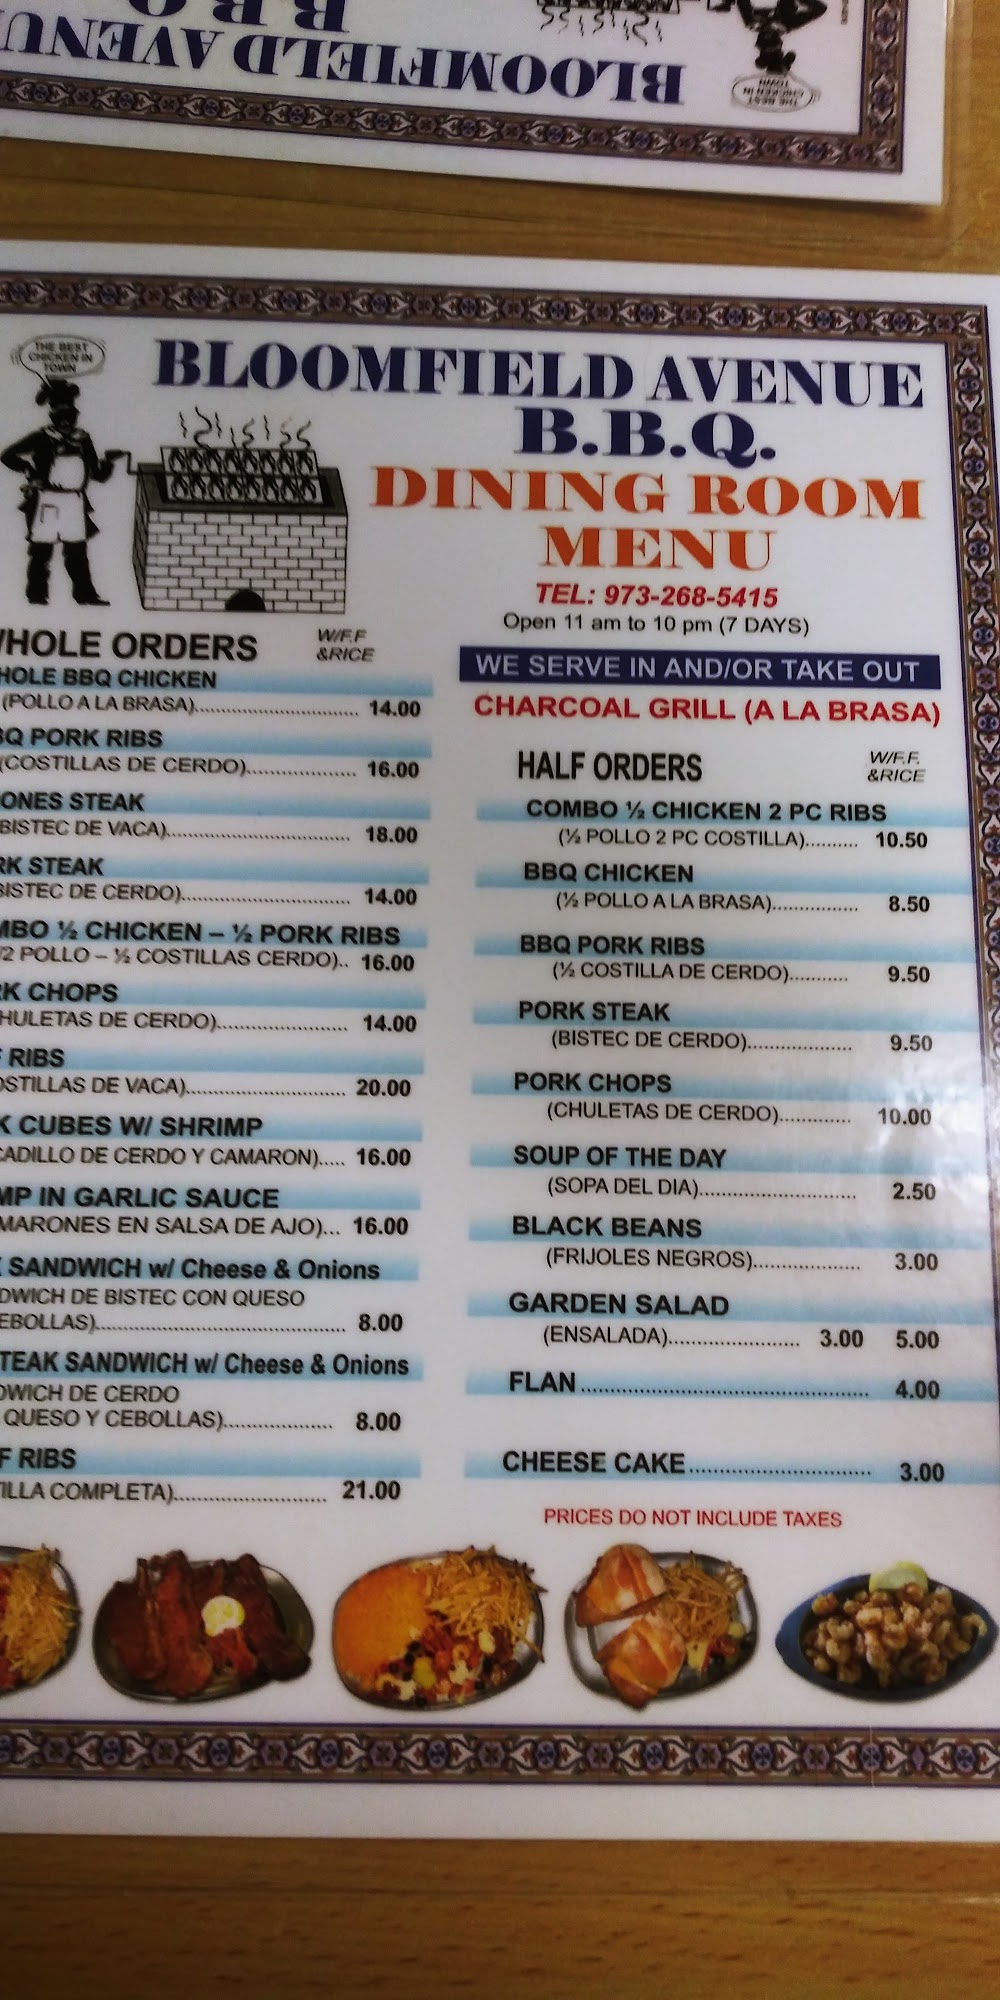 BLOOMFIELD AVENUE
B.B.Q.
THE BEST
CHICKEN IN
TOWN
THE BEST
CHICKEN IN
TOWN
BLOOMFIELD AVENUE
B.B.Q.
DINING ROOM
MENU
TEL: 973-268-5415
Open 11 am to 10 pm (7 DAYS)
WHOLE ORDERS W/F.F &RICE
HOLE BBQ CHICKEN
(POLLO A LA BRASA)................................ 14.00
BQ PORK RIBS
(COSTILLAS DE CERDO)..................... 16.00
ONES STEAK
BISTEC DE VACA)................................... 18.00
RK STEAK
BISTEC DE CERDO)................................... 14.00
MBO ½ CHICKEN – ½ PORK RIBS
/2 POLLO – ½ COSTILLAS CERDO).. 16.00
RK CHOPS
HULETAS DE CERDO)......................... 14.00
F RIBS
OSTILLAS DE VACA).............................. 20.00
K CUBES W/ SHRIMP
CADILLO DE CERDO Y CAMARON)..... 16.00
MP IN GARLIC SAUCE
MARONES EN SALSA DE AJO)... 16.00
K SANDWICH w/ Cheese & Onions
DWICH DE BISTEC CON QUESO
EBOLLAS)................................................ 8.00
TEAK SANDWICH w/ Cheese & Onions
DWICH DE CERDO
QUESO Y CEBOLLAS)..................... 8.00
F RIBS
TILLA COMPLETA)............................. 21.00
WE SERVE IN AND/OR TAKE OUT
CHARCOAL GRILL (A LA BRASA)
HALF ORDERS W/F.F. &RICE
COMBO ½ CHICKEN 2 PC RIBS
(½ POLLO 2 PC COSTILLA).......... 10.50
BBQ CHICKEN
(½ POLLO A LA BRASA)................ 8.50
BBQ PORK RIBS
(½ COSTILLA DE CERDO)........... 9.50
PORK STEAK
(BISTEC DE CERDO).................... 9.50
PORK CHOPS
(CHULETAS DE CERDO)............. 10.00
SOUP OF THE DAY
(SOPA DEL DIA).............................. 2.50
BLACK BEANS
(FRIJOLES NEGROS).................... 3.00
GARDEN SALAD
(ENSALADA)......................... 3.00 5.00
FLAN.................................................. 4.00
CHEESE CAKE............................... 3.00
PRICES DO NOT INCLUDE TAXES